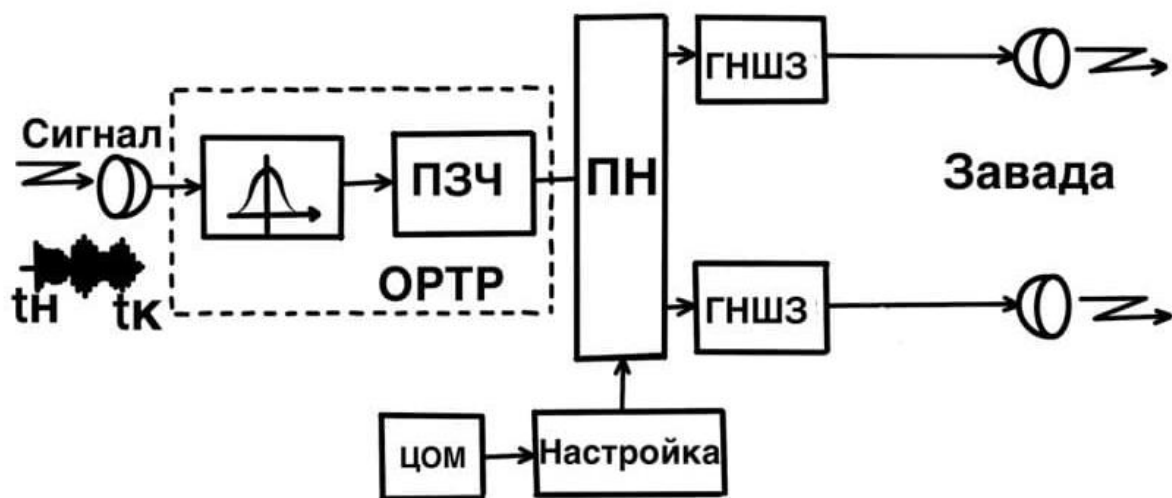 Сигнал
tн
tк
ПЗЧ
ОРТР
ПН
ГНШЗ
Завада
ГНШЗ
ЦОМ
Настройка